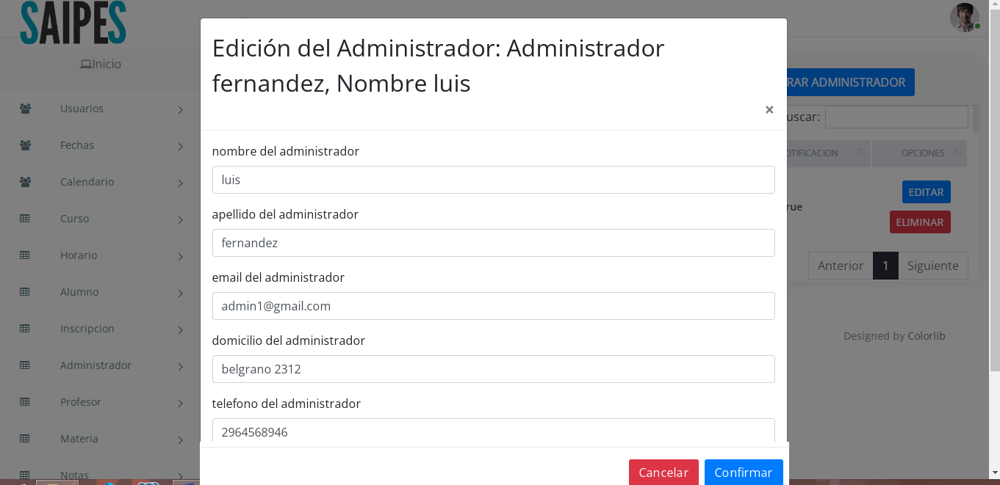 SAIPES
Inicio
Usuarios
Fechas
Calendario
Curso
Horario
Alumno
Inscripcion
Administrador
Profesor
Materia
Notas
Edición del Administrador: Administrador
fernandez, Nombre luis
×
nombre del administrador
luis
apellido del administrador
fernandez
email del administrador
admin1@gmail.com
domicilio del administrador
belgrano 2312
telefono del administrador
2964568946
Cancelar Confirmar
RAR ADMINISTRADOR
uscar:
OTIFICACION OPCIONES
rue
EDITAR
ELIMINAR
Anterior 1 Siguiente
Designed by Colorlib